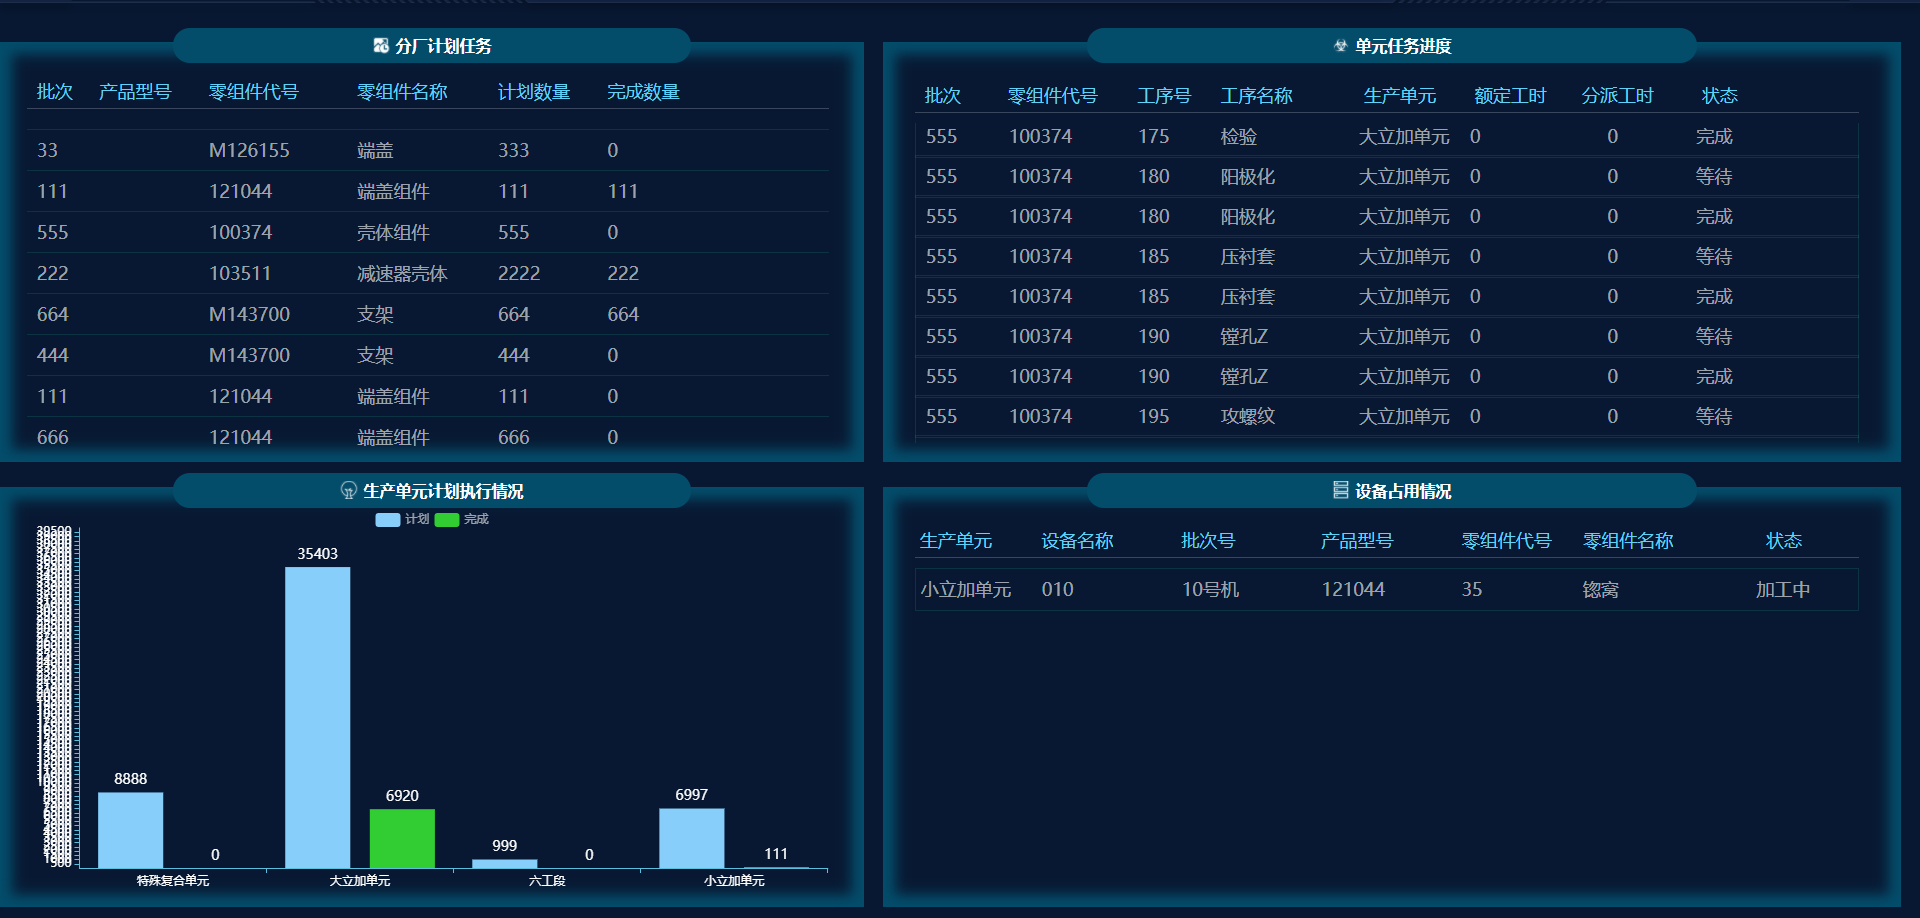 分厂计划任务
批次 产品型号 零组件代号 零组件名称 计划数量 完成数量
33 M126155 端盖 333 0
111 121044 端盖组件 111 111
555 100374 壳体组件 555 0
222 103511 减速器壳体 2222 222
664 M143700 支架 664 664
444 M143700 支架 444 0
111 121044 端盖组件 111 0
666 121044 端盖组件 666 0
单元任务进度
批次 零组件代号 工序号 工序名称 生产单元 额定工时 分派工时 状态
555 100374 175 检验 大立加单元 0 0 完成
555 100374 180 阳极化 大立加单元 0 0 等待
555 100374 180 阳极化 大立加单元 0 0 完成
555 100374 185 压衬套 大立加单元 0 0 等待
555 100374 185 压衬套 大立加单元 0 0 完成
555 100374 190 镗孔Z 大立加单元 0 0 等待
555 100374 190 镗孔Z 大立加单元 0 0 完成
555 100374 195 攻螺纹 大立加单元 0 0 等待
生产单元计划执行情况
计划 完成
39500
35403
8888
0
6920
999
0
6997
111
500
特殊复合单元 大立加单元 六工段 小立加单元
设备占用情况
生产单元 设备名称 批次号 产品型号 零组件代号 零组件名称 状态
小立加单元 010 10号机 121044 35 锪窝 加工中